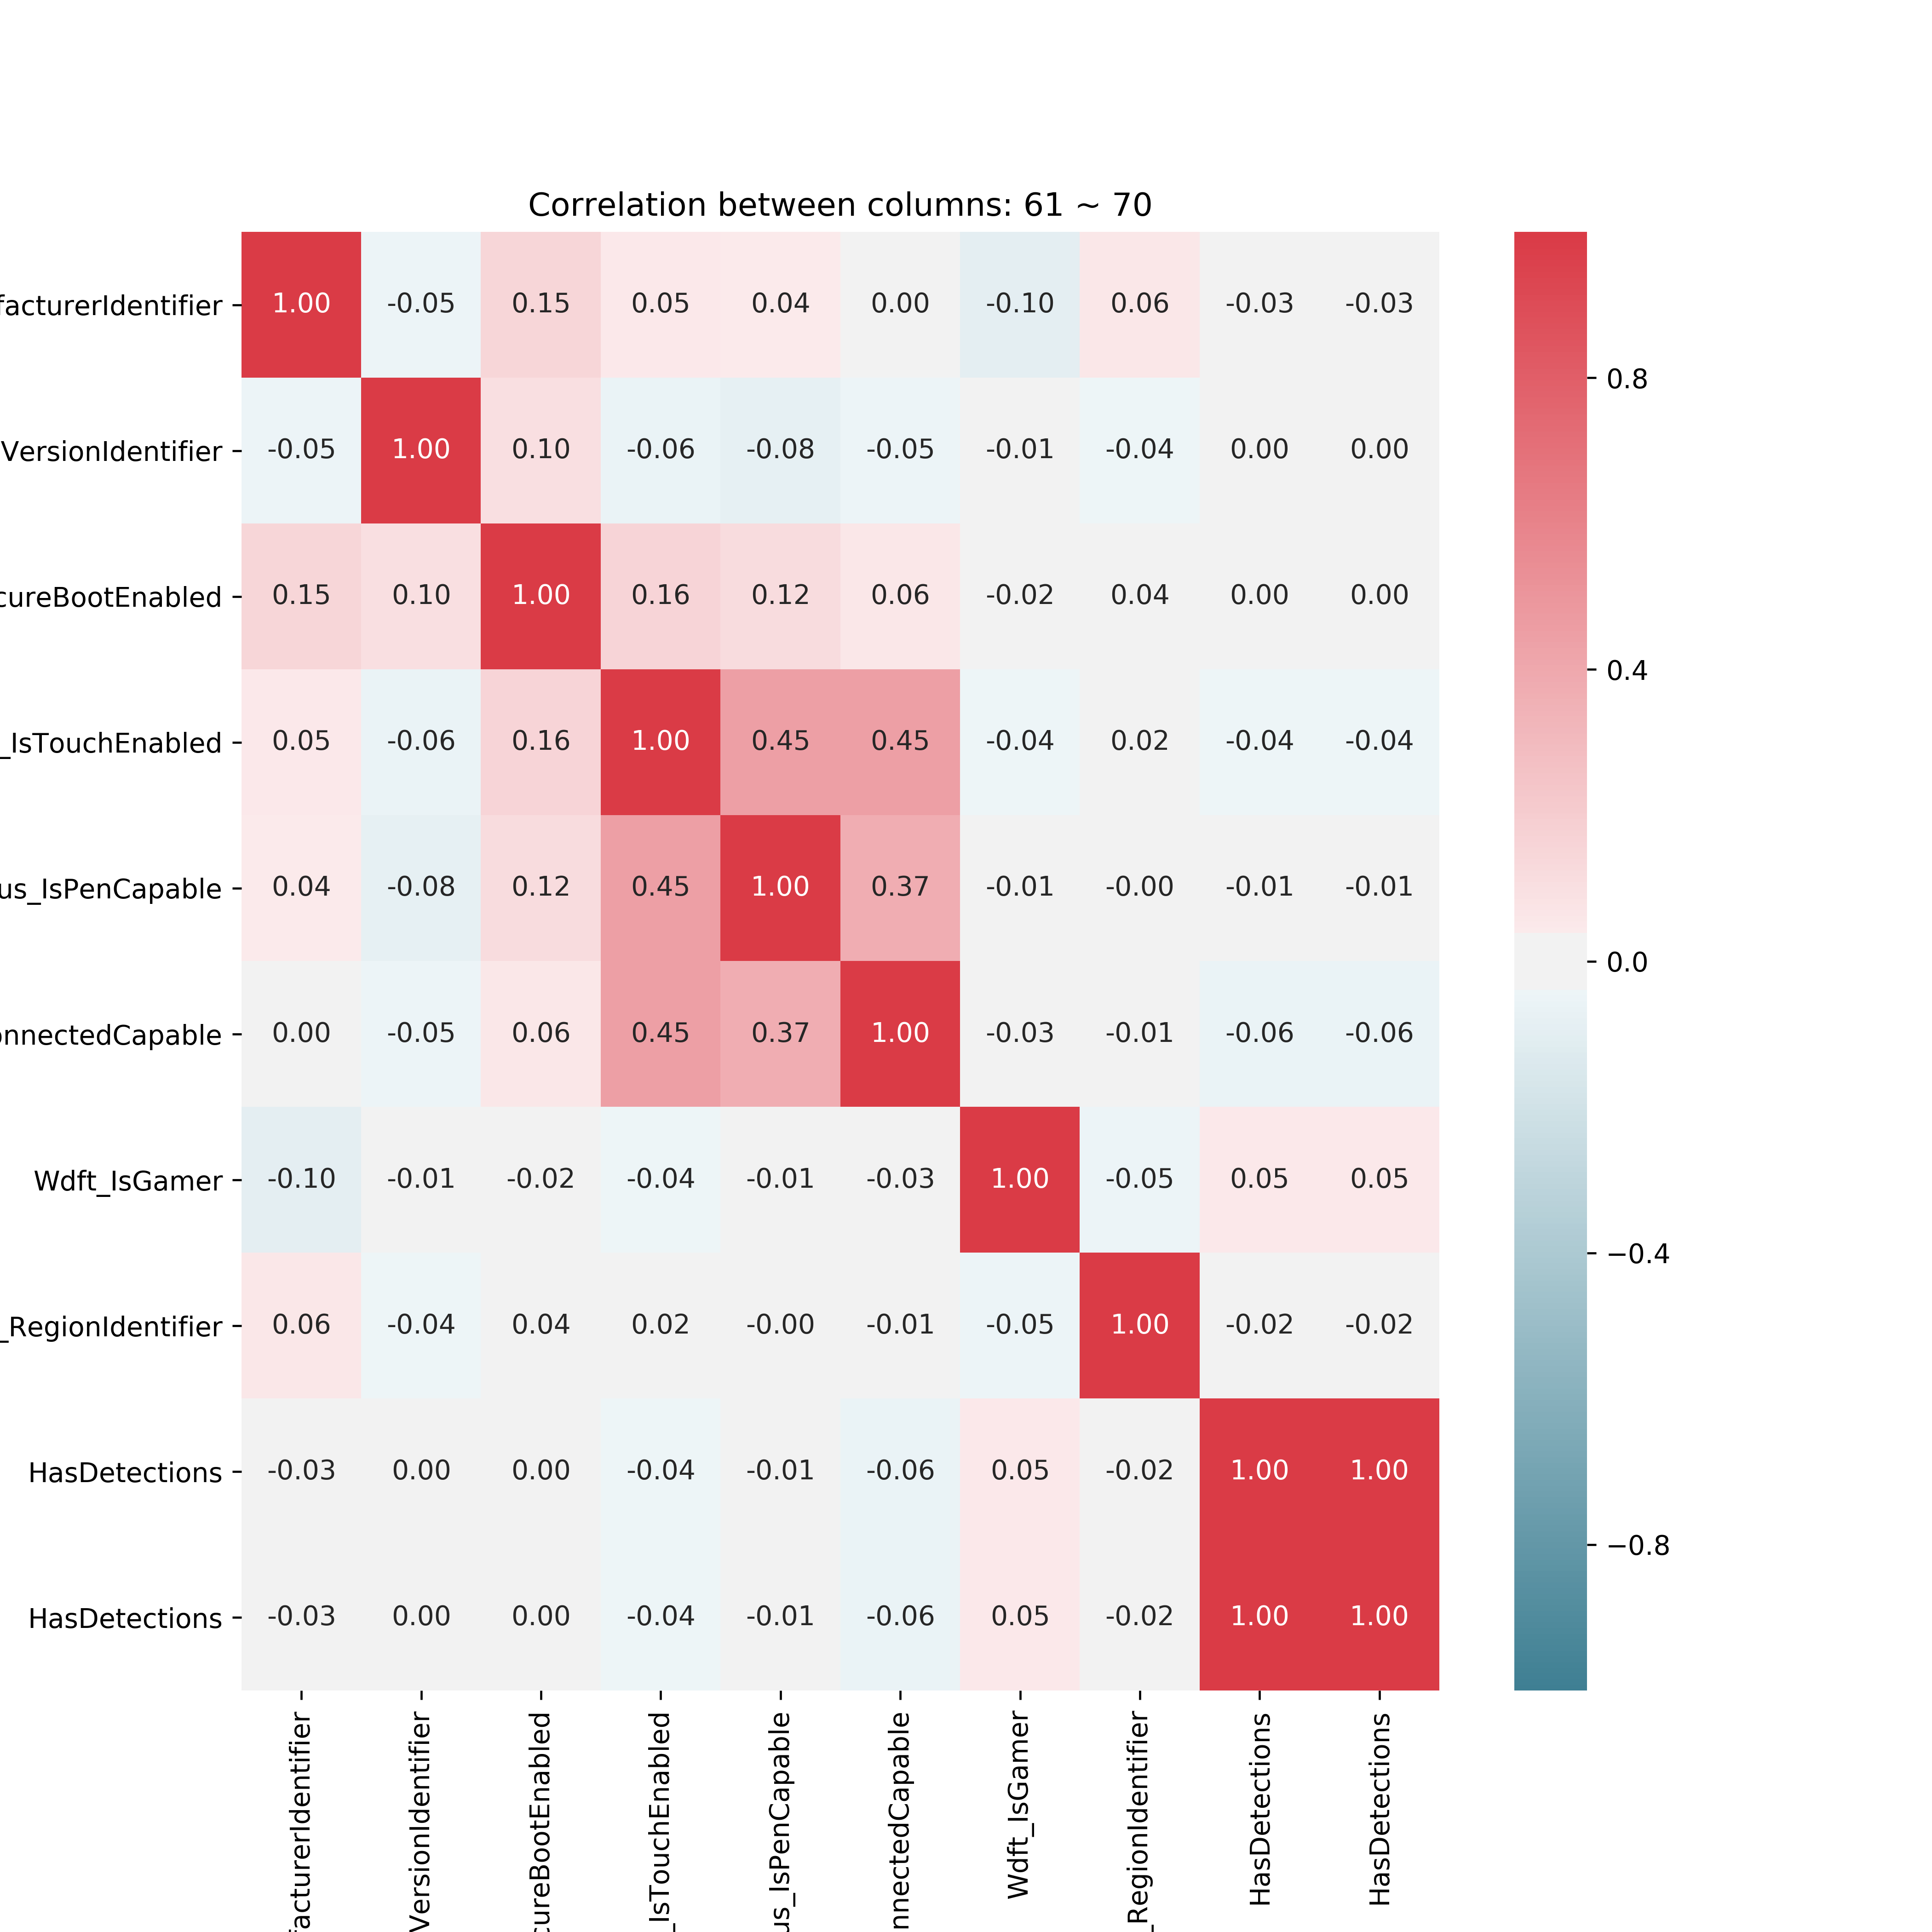 Correlation between columns: 61 ~ 70
facturerIdentifier 1.00 -0.05 0.15 0.05 0.04 0.00 -0.10 0.06 -0.03 -0.03
VersionIdentifier -0.05 1.00 0.10 -0.06 -0.08 -0.05 -0.01 -0.04 0.00 0.00
cureBootEnabled 0.15 0.10 1.00 0.16 0.12 0.06 -0.02 0.04 0.00 0.00
_IsTouchEnabled 0.05 -0.06 0.16 1.00 0.45 0.45 -0.04 0.02 -0.04 -0.04
us_IsPenCapable 0.04 -0.08 0.12 0.45 1.00 0.37 -0.01 -0.00 -0.01 -0.01
onnectedCapable 0.00 -0.05 0.06 0.45 0.37 1.00 -0.03 -0.01 -0.06 -0.06
Wdft_IsGamer -0.10 -0.01 -0.02 -0.04 -0.01 -0.03 1.00 -0.05 0.05 0.05
_RegionIdentifier 0.06 -0.04 0.04 0.02 -0.00 -0.01 -0.05 1.00 -0.02 -0.02
HasDetections -0.03 0.00 0.00 -0.04 -0.01 -0.06 0.05 -0.02 1.00 1.00
HasDetections -0.03 0.00 0.00 -0.04 -0.01 -0.06 0.05 -0.02 1.00 1.00
facturerIdentifier
VersionIdentifier
cureBootEnabled
_IsTouchEnabled
us_IsPenCapable
nnectedCapable
Wdft_IsGamer
_RegionIdentifier
HasDetections
HasDetections
0.8
0.4
0.0
−0.4
−0.8